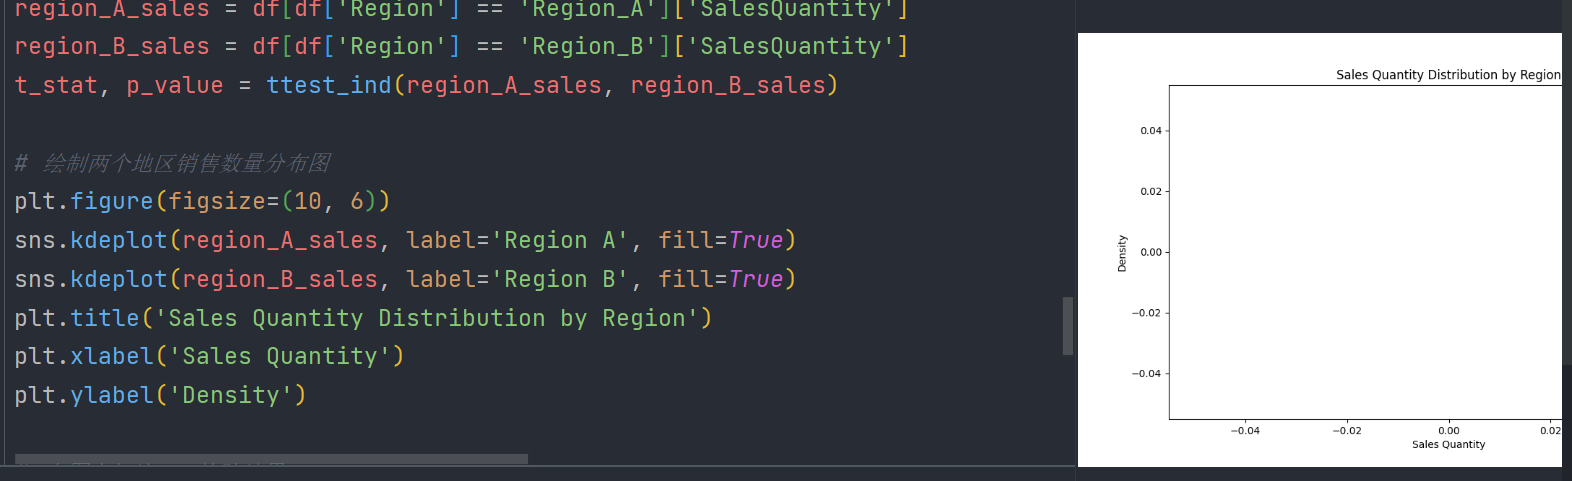 region_A_sales = df[df['Region'] == 'Region_A']['SalesQuantity']
region_B_sales = df[df['Region'] == 'Region_B']['SalesQuantity']
t_stat, p_value = ttest_ind(region_A_sales, region_B_sales)
# 绘制两个地区销售数量分布图
plt.figure(figsize=(10, 6))
sns.kdeplot(region_A_sales, label='Region A', fill=True)
sns.kdeplot(region_B_sales, label='Region B', fill=True)
plt.title('Sales Quantity Distribution by Region')
plt.xlabel('Sales Quantity')
plt.ylabel('Density')
Sales Quantity Distribution by Region
0.04
0.02
0.00
−0.02
−0.04
Density
−0.04 −0.02 0.00 0.02
Sales Quantity